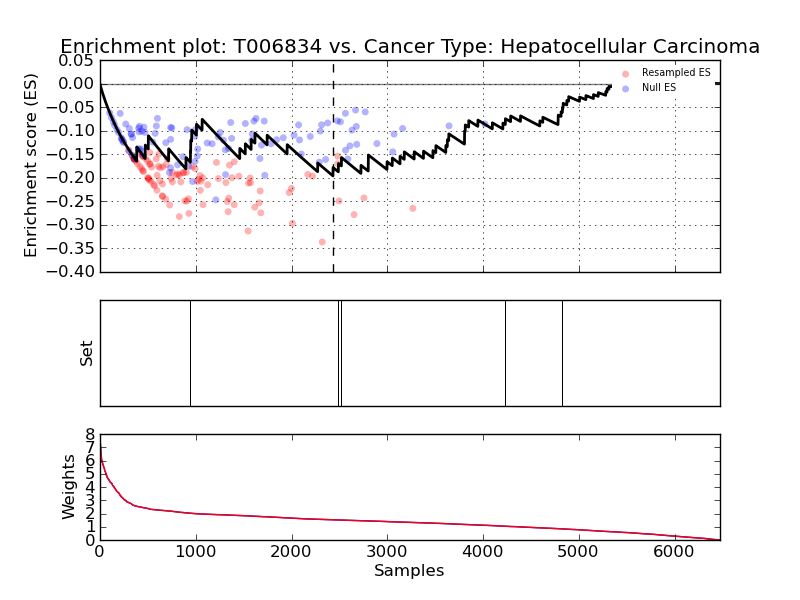 Enrichment plot: T006834 vs. Cancer Type: Hepatocellular Carcinoma
Enrichment score (ES)
0.05
0.00
−0.05
−0.10
−0.15
−0.20
−0.25
−0.30
−0.35
−0.40
Resampled ES
Null ES
Set
Weights
8
7
6
5
4
3
2
1
0
0 1000 2000 3000 4000 5000 6000
Samples